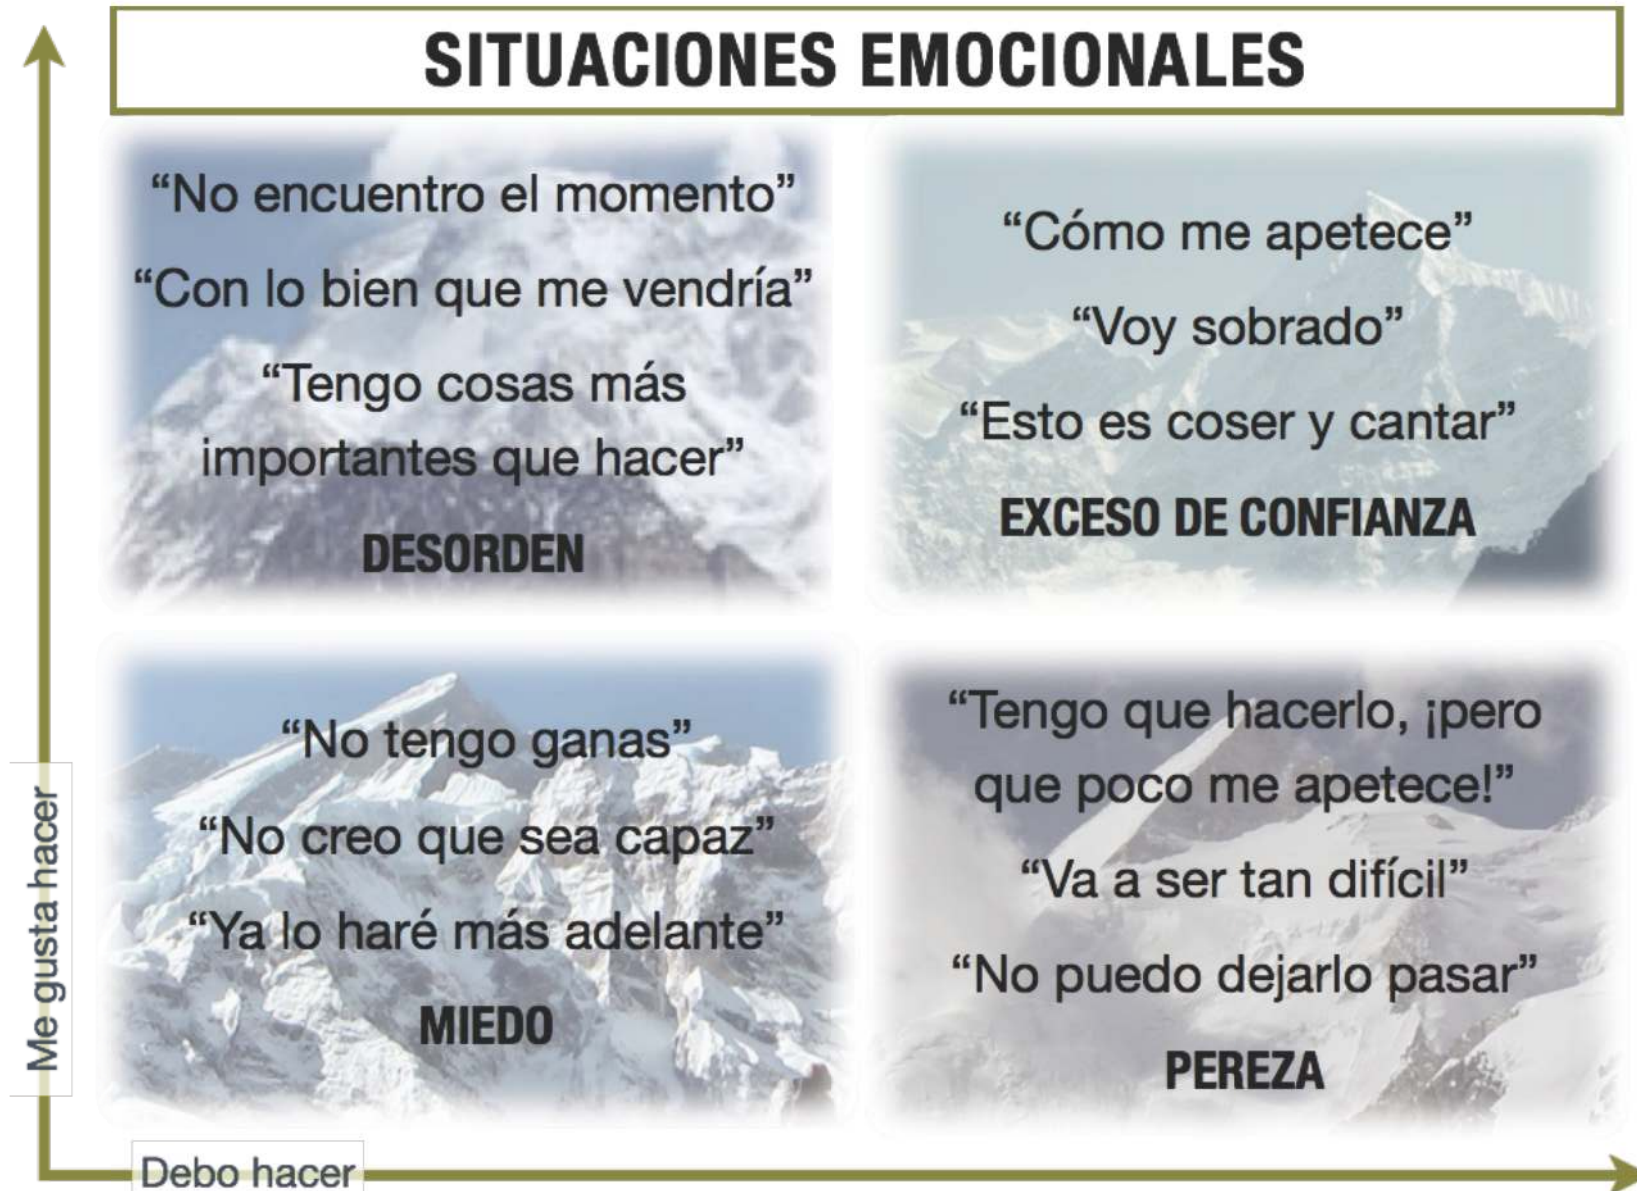 SITUACIONES EMOCIONALES
“No encuentro el momento”
“Con lo bien que me vendría”
“Tengo cosas más
importantes que hacer”
DESORDEN
“Cómo me apetece”
“Voy sobrado”
“Esto es coser y cantar”
EXCESO DE CONFIANZA
“No tengo ganas”
“No creo que sea capaz”
“Ya lo haré más adelante”
MIEDO
“Tengo que hacerlo, ¡pero
que poco me apetece!”
“Va a ser tan difícil”
“No puedo dejarlo pasar”
PEREZA
Me gusta hacer
Debo hacer